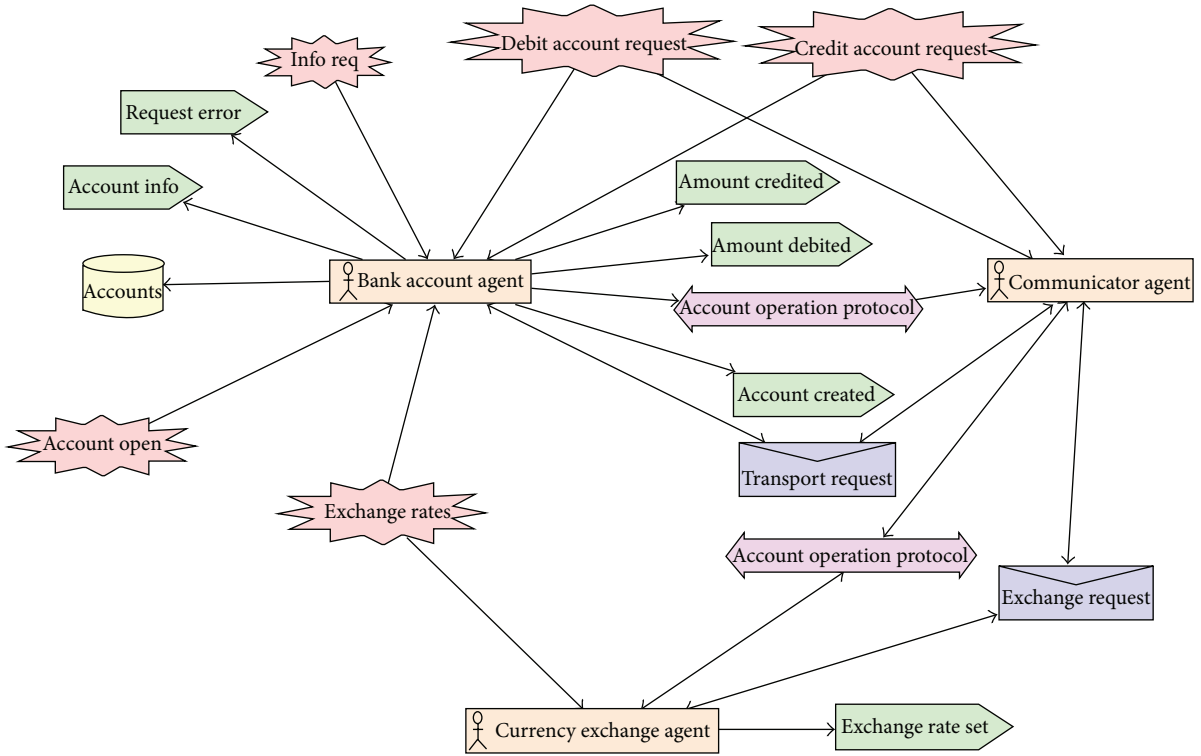 Debit account request
Credit account request
Info req
Request error
Account info
Amount credited
Amount debited
Accounts
Bank account agent
Communicator agent
Account operation protocol
Account created
Account open
Transport request
Exchange rates
Account operation protocol
Exchange request
Currency exchange agent
Exchange rate set